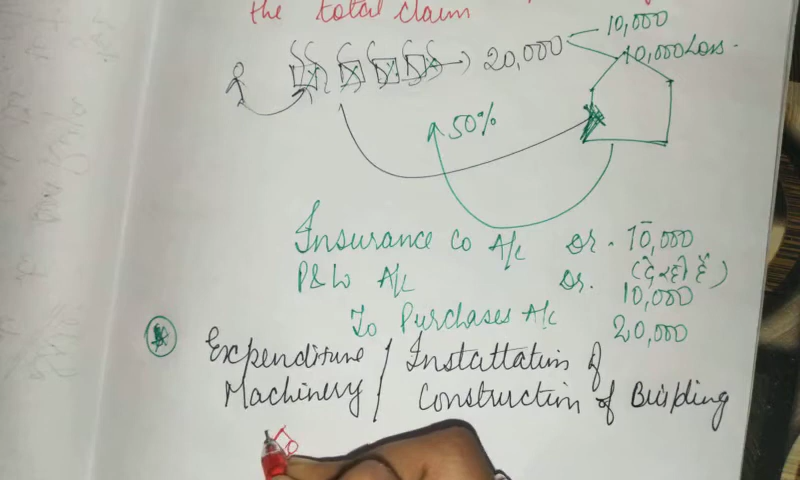 the total claim
10,000
20,000
10,000 Loss.
50%
Insurance Co A/c Dr. 10,000
(दे रही है)
P&L A/c Dr. 10,000
To Purchases A/c 20,000
Expenditure / Installation of
Machinery / Construction of Building